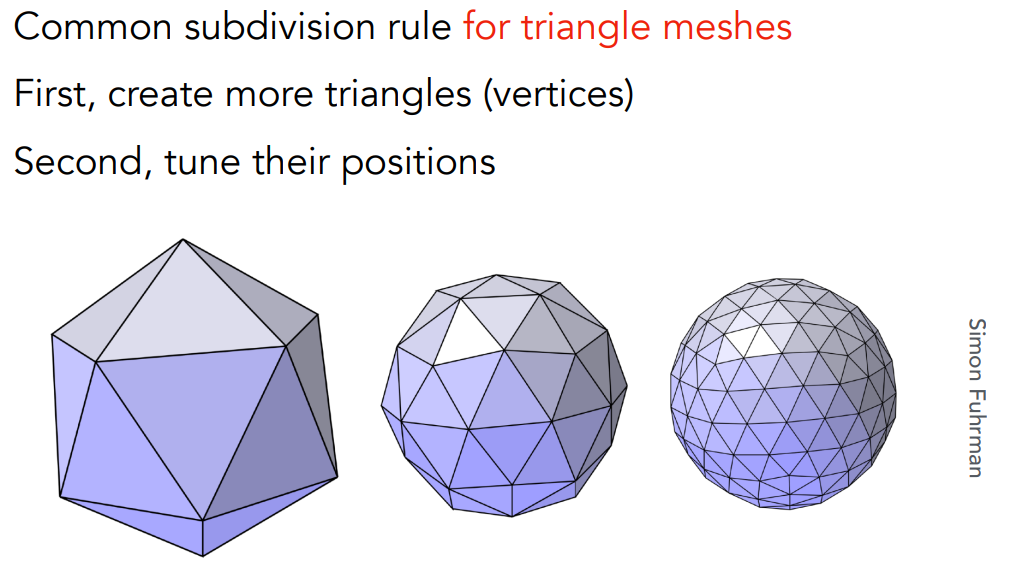 Common subdivision rule for triangle meshes
First, create more triangles (vertices)
Second, tune their positions
Simon Fuhrman